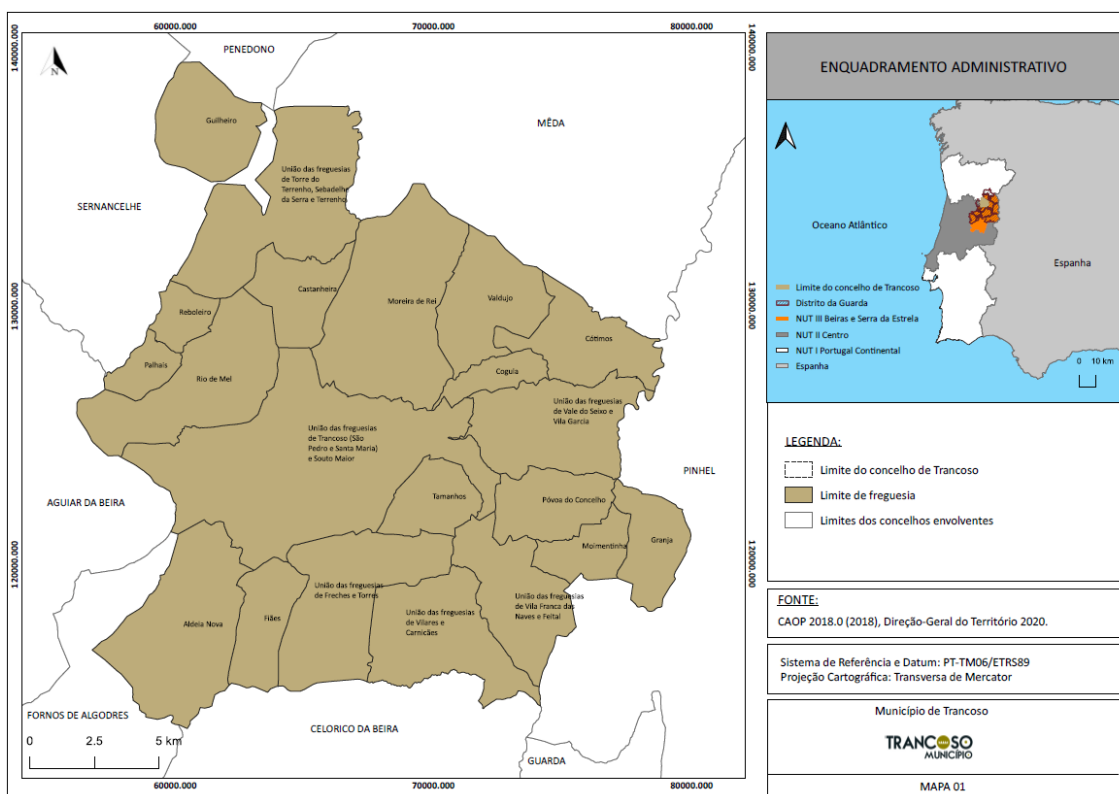 60000.000
70000.000
80000.000
140000.000
140000.000
N
PENEDONO
Guilheiro
MÊDA
União das freguesias
de Torre do
Terrenho, Sebadelhe
da Serra e Terrenho
SERNANCELHE
Castanheira
Moreira de Rei
Valdujo
130000.000
130000.000
Reboleiro
Cótimos
Palhais
Cogula
Rio de Mel
União das freguesias
de Vale do Seixo e
Vila Garcia
União das freguesias
de Trancoso (São
Pedro e Santa Maria)
e Souto Maior
PINHEL
AGUIAR DA BEIRA
Tamanhos
Póvoa do Concelho
Moimentinha
Granja
120000.000
120000.000
União das freguesias
de Freches e Torres
Aldeia Nova
Fiães
União das freguesias
de Vilares e
Carnicães
União das freguesias
de Vila Franca das
Naves e Feital
FORNOS DE ALGODRES
CELORICO DA BEIRA
GUARDA
0 2.5 5 km
60000.000
70000.000
80000.000
ENQUADRAMENTO ADMINISTRATIVO
Oceano Atlântico
Espanha
Limite do concelho de Trancoso
Distrito da Guarda
NUT III Beiras e Serra da Estrela
NUT II Centro
NUT I Portugal Continental
Espanha
0 10 km
LEGENDA:
Limite do concelho de Trancoso
Limite de freguesia
Limites dos concelhos envolventes
FONTE:
CAOP 2018.0 (2018), Direção-Geral do Território 2020.
Sistema de Referência e Datum: PT-TM06/ETRS89
Projeção Cartográfica: Transversa de Mercator
Município de Trancoso
TRANCOSO
MUNICÍPIO
MAPA 01